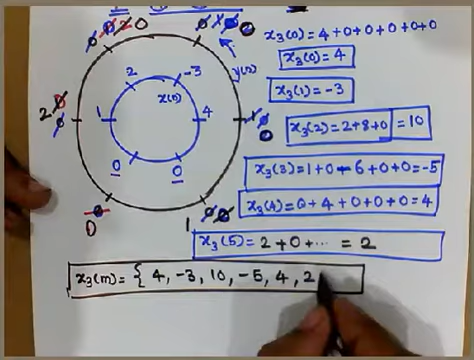 x₃(0) = 4+0+0+0+0+0
x₃(0) = 4
x₃(1) = -3
x₃(2) = 2+8+0 = 10
x₃(3) = 1+0-6+0+0 = -5
x₃(4) = 0+4+0+0+0 = 4
x₃(5) = 2+0+... = 2
x₃(m) = { 4, -3, 10, -5, 4, 2
2
-3
1
x(n)
4
0
0
y(n)
2
0
1
0